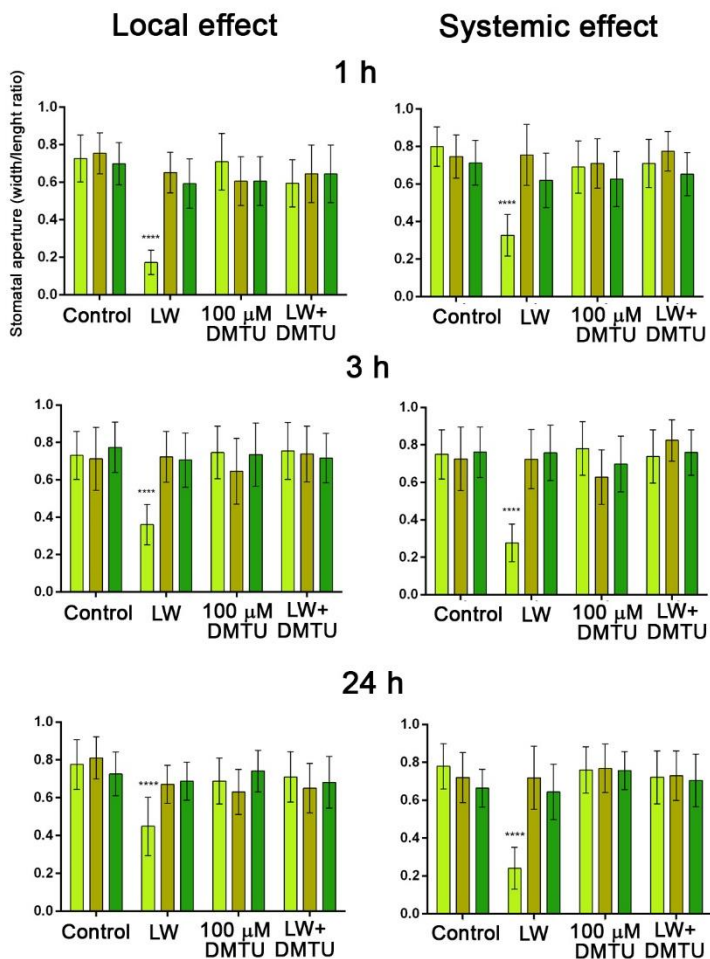 Local effect
Systemic effect
1 h
Stomatal aperture (width/lenght ratio)
1.0
0.8
0.6
0.4
0.2
0.0
****
Control
LW
100 μM
DMTU
LW+
DMTU
1.0
0.8
0.6
0.4
0.2
0.0
****
Control
LW
100 μM
DMTU
LW+
DMTU
3 h
1.0
0.8
0.6
0.4
0.2
0.0
****
Control
LW
100 μM
DMTU
LW+
DMTU
1.0
0.8
0.6
0.4
0.2
0.0
****
Control
LW
100 μM
DMTU
LW+
DMTU
24 h
1.0
0.8
0.6
0.4
0.2
0.0
****
Control
LW
100 μM
DMTU
LW+
DMTU
1.0
0.8
0.6
0.4
0.2
0.0
****
Control
LW
100 μM
DMTU
LW+
DMTU